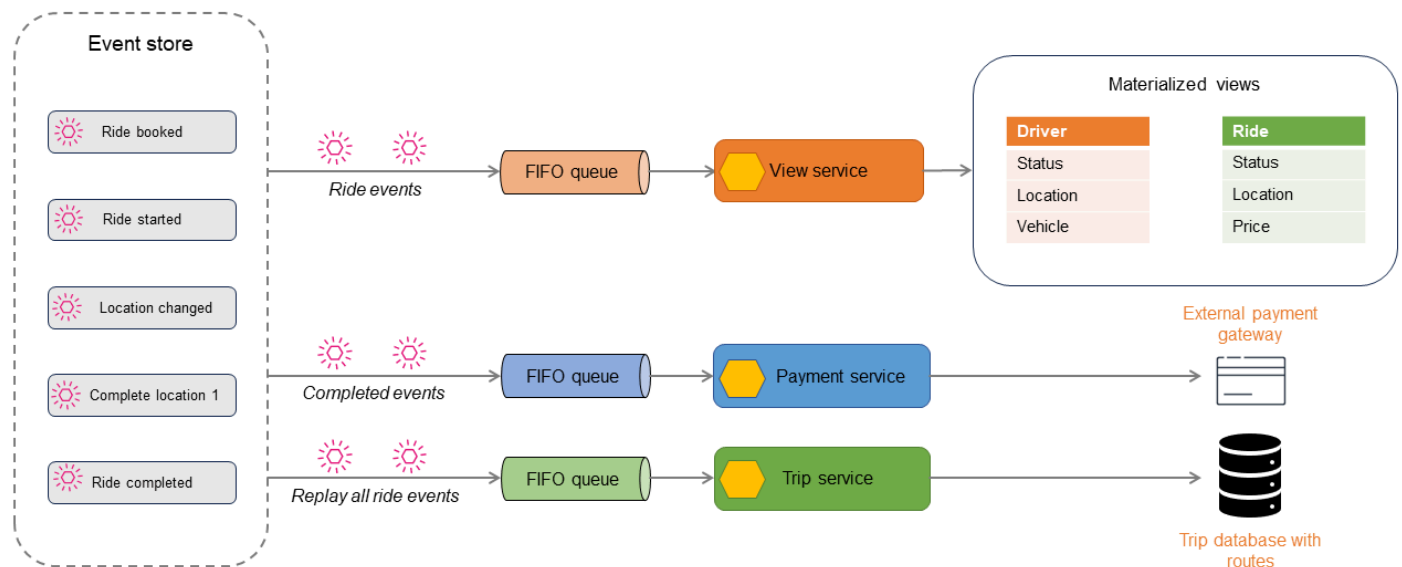 Event store
Ride booked
Ride started
Location changed
Complete location 1
Ride completed
Ride events
FIFO queue
View service
Materialized views
Driver
Status
Location
Vehicle
Ride
Status
Location
Price
Completed events
FIFO queue
Payment service
External payment
gateway
Replay all ride events
FIFO queue
Trip service
Trip database with
routes